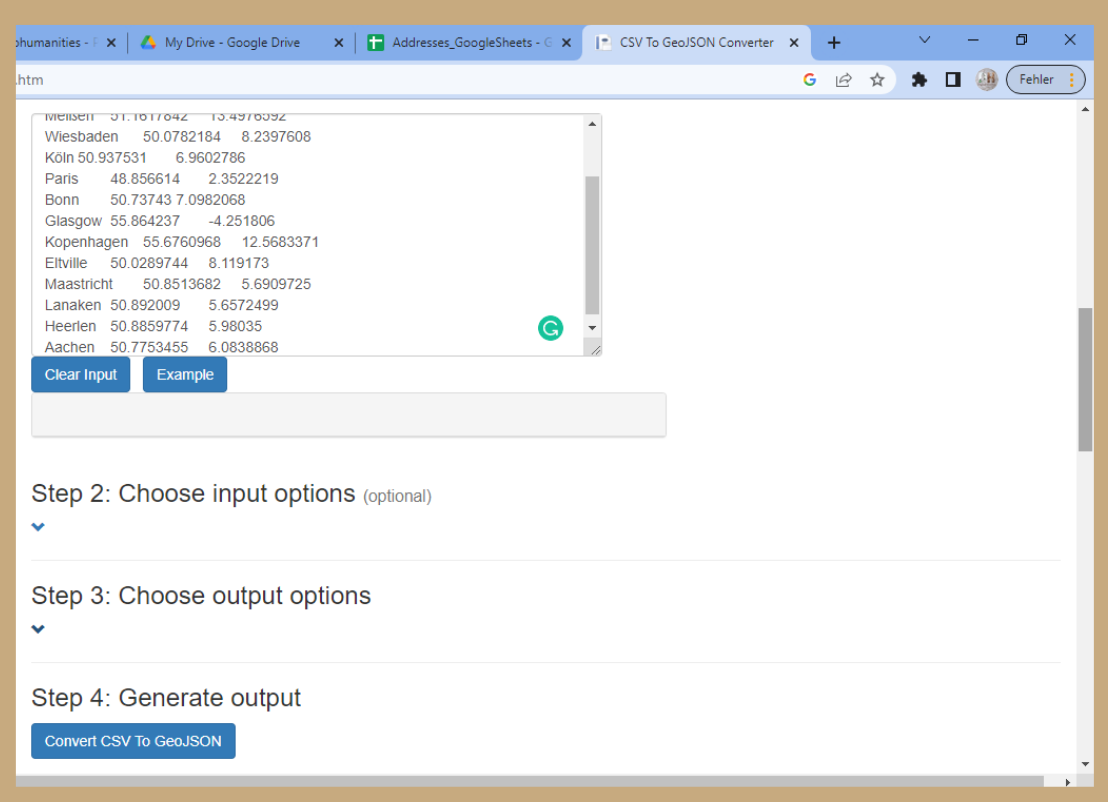 ohumanities - My Drive - Google Drive Addresses_GoogleSheets - G CSV To GeoJSON Converter
.htm Fehler
Meißen 51.1617842 13.4976592
Wiesbaden 50.0782184 8.2397608
Köln 50.937531 6.9602786
Paris 48.856614 2.3522219
Bonn 50.73743 7.0982068
Glasgow 55.864237 -4.251806
Kopenhagen 55.6760968 12.5683371
Eltville 50.0289744 8.119173
Maastricht 50.8513682 5.6909725
Lanaken 50.892009 5.6572499
Heerlen 50.8859774 5.98035
Aachen 50.7753455 6.0838868
Clear Input Example
Step 2: Choose input options (optional)
Step 3: Choose output options
Step 4: Generate output
Convert CSV To GeoJSON